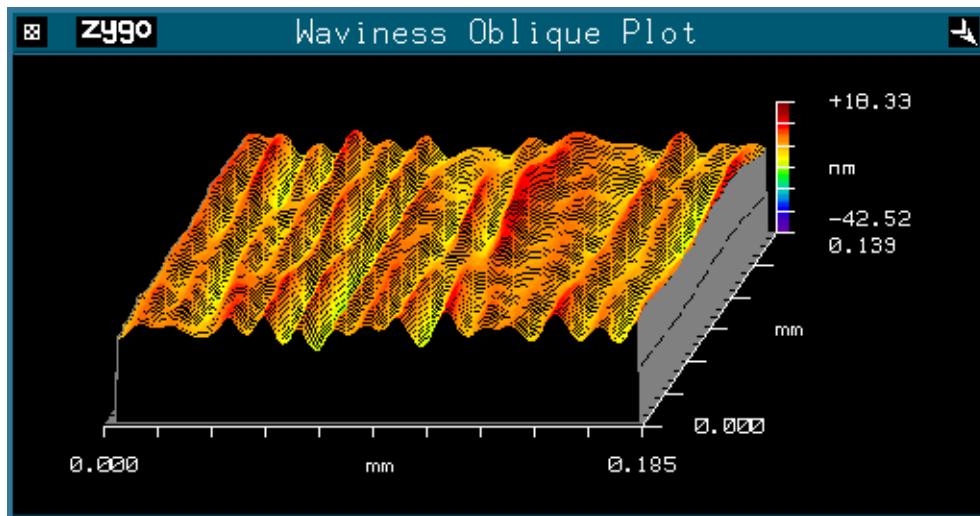 zygo Waviness Oblique Plot
+18.33
nm
-42.52
0.139
mm
0.000
0.000 mm 0.185